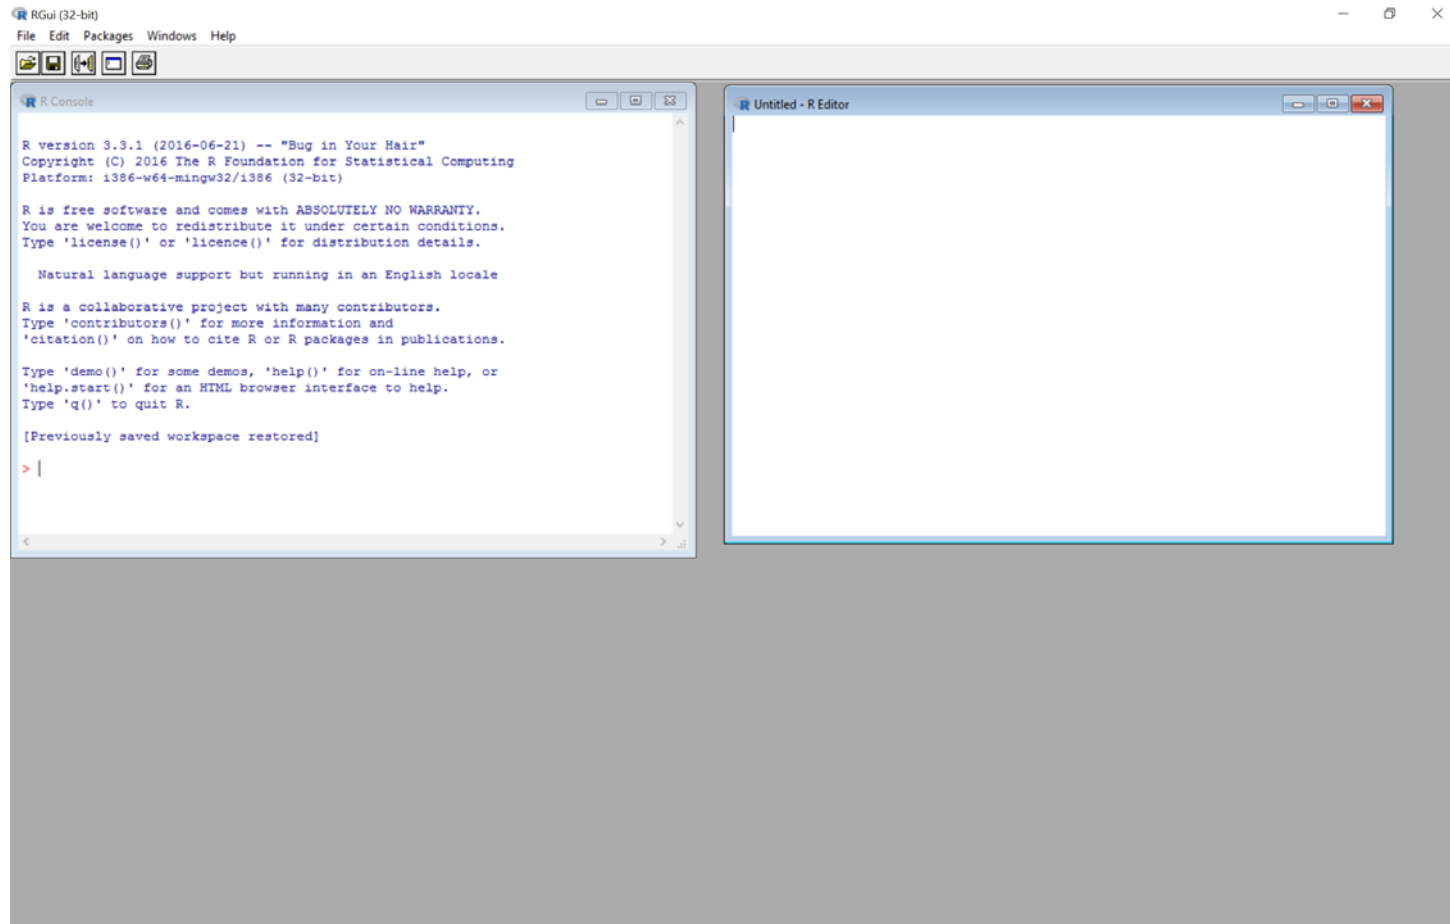 RGui (32-bit)
File Edit Packages Windows Help
R Console
R version 3.3.1 (2016-06-21) -- "Bug in Your Hair"
Copyright (C) 2016 The R Foundation for Statistical Computing
Platform: i386-w64-mingw32/i386 (32-bit)
R is free software and comes with ABSOLUTELY NO WARRANTY.
You are welcome to redistribute it under certain conditions.
Type 'license()' or 'licence()' for distribution details.
Natural language support but running in an English locale
R is a collaborative project with many contributors.
Type 'contributors()' for more information and
'citation()' on how to cite R or R packages in publications.
Type 'demo()' for some demos, 'help()' for on-line help, or
'help.start()' for an HTML browser interface to help.
Type 'q()' to quit R.
[Previously saved workspace restored]
>
Untitled - R Editor